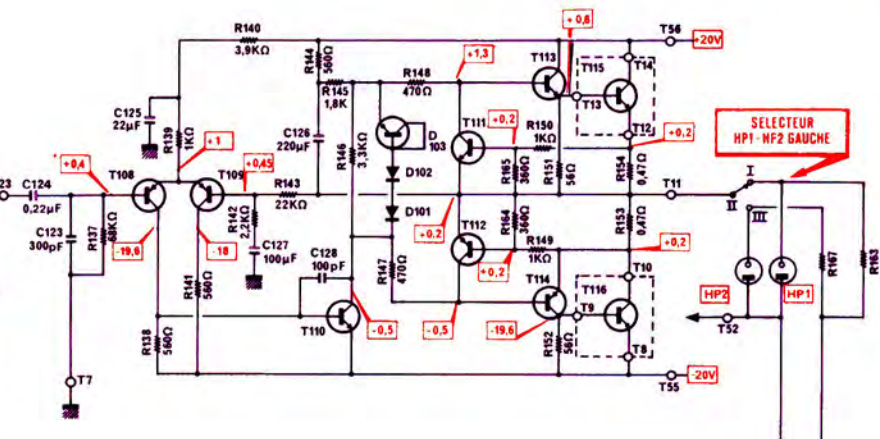 R140
3,9KΩ
+0,6
T56
+20V
R144
560Ω
T113
T115
T14
R145
1,8K
R148
470Ω
+1,3
T13
T12
C125
22µF
R139
1KΩ
+1
C126
220µF
R146
3,3KΩ
D
103
T111
+0,2
R150
1KΩ
+0,2
SELECTEUR
HP1-HF2 GAUCHE
+0,4
T108
T109
+0,45
D102
R165
360Ω
R151
56Ω
R154
0,47Ω
T11
I
II
III
23
C124
0,22µF
R143
22KΩ
C123
300pF
R137
68KΩ
R142
2,2KΩ
D101
T112
R164
360Ω
R153
0,47Ω
R167
R163
-19,6
-18
C127
100µF
C128
100pF
R147
470Ω
+0,2
R149
1KΩ
+0,2
T114
T116
T10
HP2
HP1
R141
560Ω
R138
560Ω
T110
-0,5
-0,5
-19,6
T9
T52
R152
56Ω
T8
T7
T55
-20V